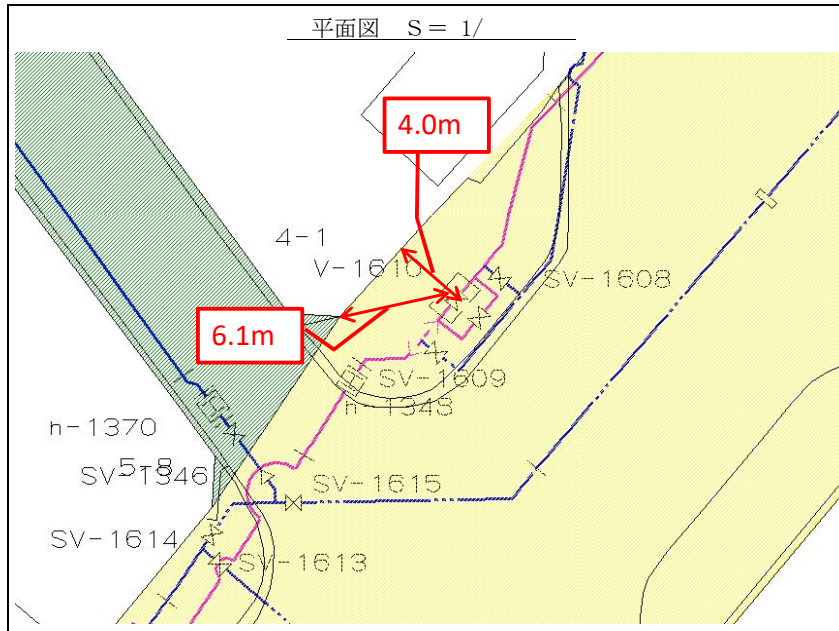 平面図 S= 1/
4.0m
4-1
V-1610
SV-1608
6.1m
SV-1609
h-1343
h-1370
5-8
SV-1346
SV-1615
SV-1614
SV-1613